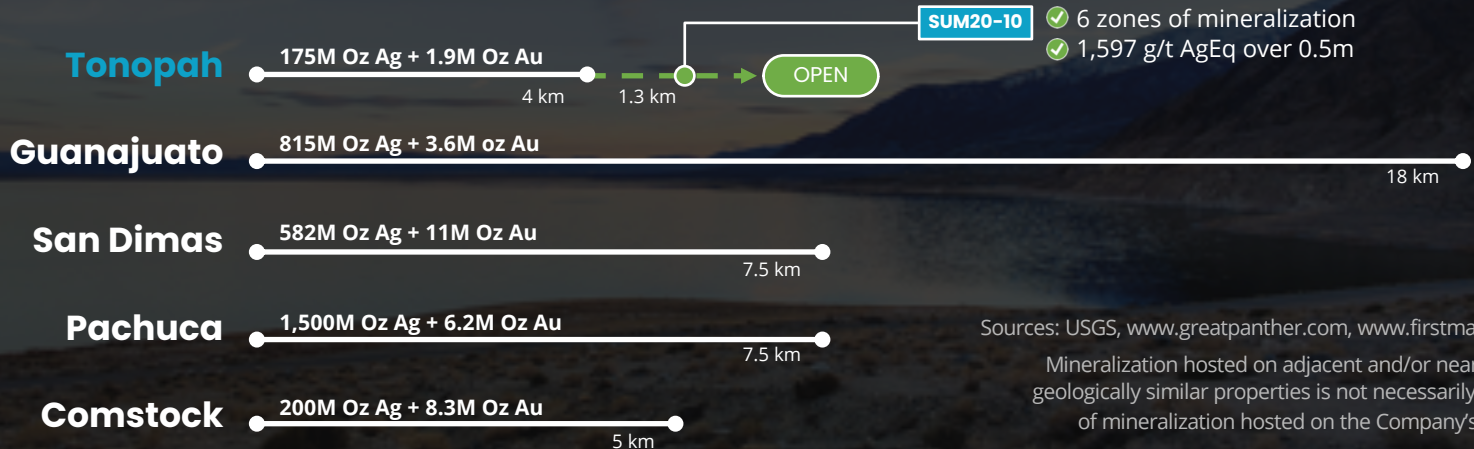 SUM20-10
6 zones of mineralization
1,597 g/t AgEq over 0.5m
Tonopah
175M Oz Ag + 1.9M Oz Au
4 km
1.3 km
OPEN
Guanajuato
815M Oz Ag + 3.6M oz Au
18 km
San Dimas
582M Oz Ag + 11M Oz Au
7.5 km
Pachuca
1,500M Oz Ag + 6.2M Oz Au
7.5 km
Comstock
200M Oz Ag + 8.3M Oz Au
5 km
Sources: USGS, www.greatpanther.com, www.firstma
Mineralization hosted on adjacent and/or near
geologically similar properties is not necessarily
of mineralization hosted on the Company's